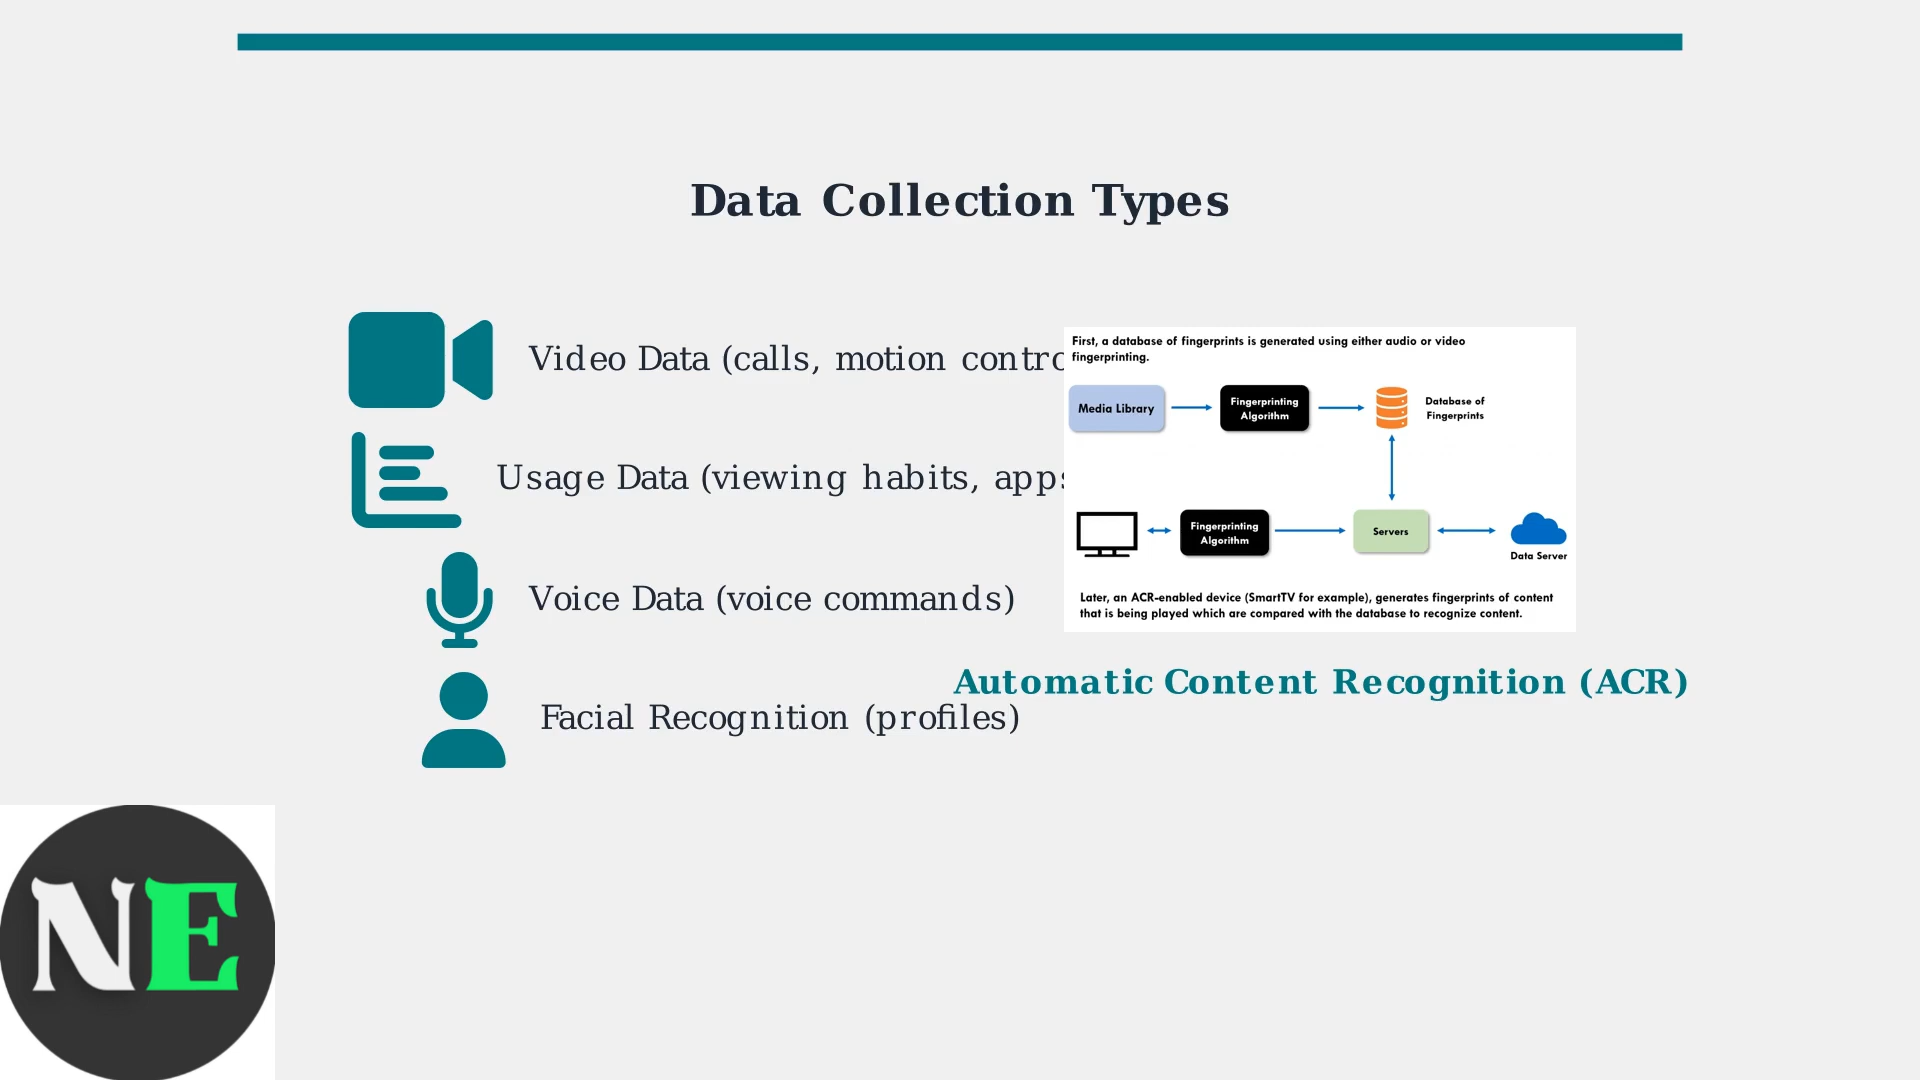 Data Collection Types
Video Data (calls, motion contro
Usage Data (viewing habits, apps
Voice Data (voice commands)
Facial Recognition (profiles)
First, a database of fingerprints is generated using either audio or video
fingerprinting.
Media Library
Fingerprinting
Algorithm
Database of
Fingerprints
Fingerprinting
Algorithm
Servers
Data Server
Later, an ACR-enabled device (SmartTV for example), generates fingerprints of content
that is being played which are compared with the database to recognize content.
Automatic Content Recognition (ACR)
NE